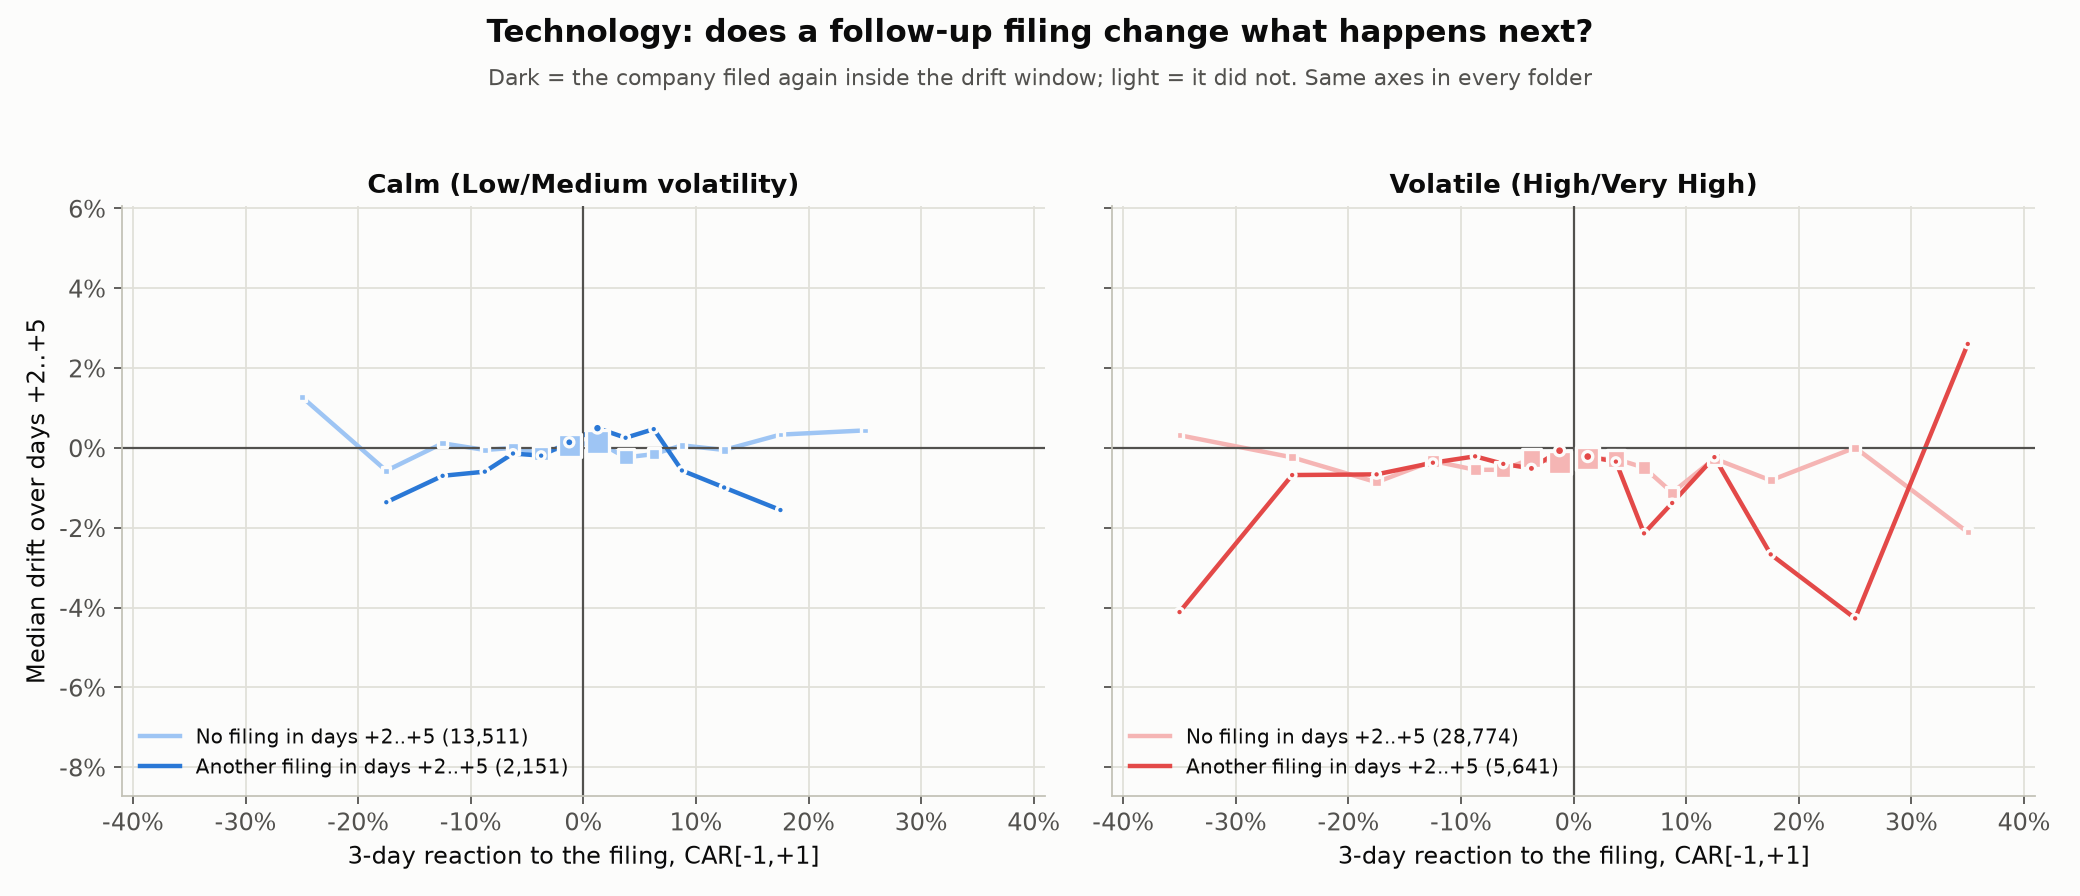 Technology: does a follow-up filing change what happens next?
Dark = the company filed again inside the drift window; light = it did not. Same axes in every folder
Calm (Low/Medium volatility)
Volatile (High/Very High)
Median drift over days +2..+5
6%
4%
2%
0%
-2%
-4%
-6%
-8%
No filing in days +2..+5 (13,511)
Another filing in days +2..+5 (2,151)
No filing in days +2..+5 (28,774)
Another filing in days +2..+5 (5,641)
-40% -30% -20% -10% 0% 10% 20% 30% 40%
-40% -30% -20% -10% 0% 10% 20% 30% 40%
3-day reaction to the filing, CAR[-1,+1]
3-day reaction to the filing, CAR[-1,+1]